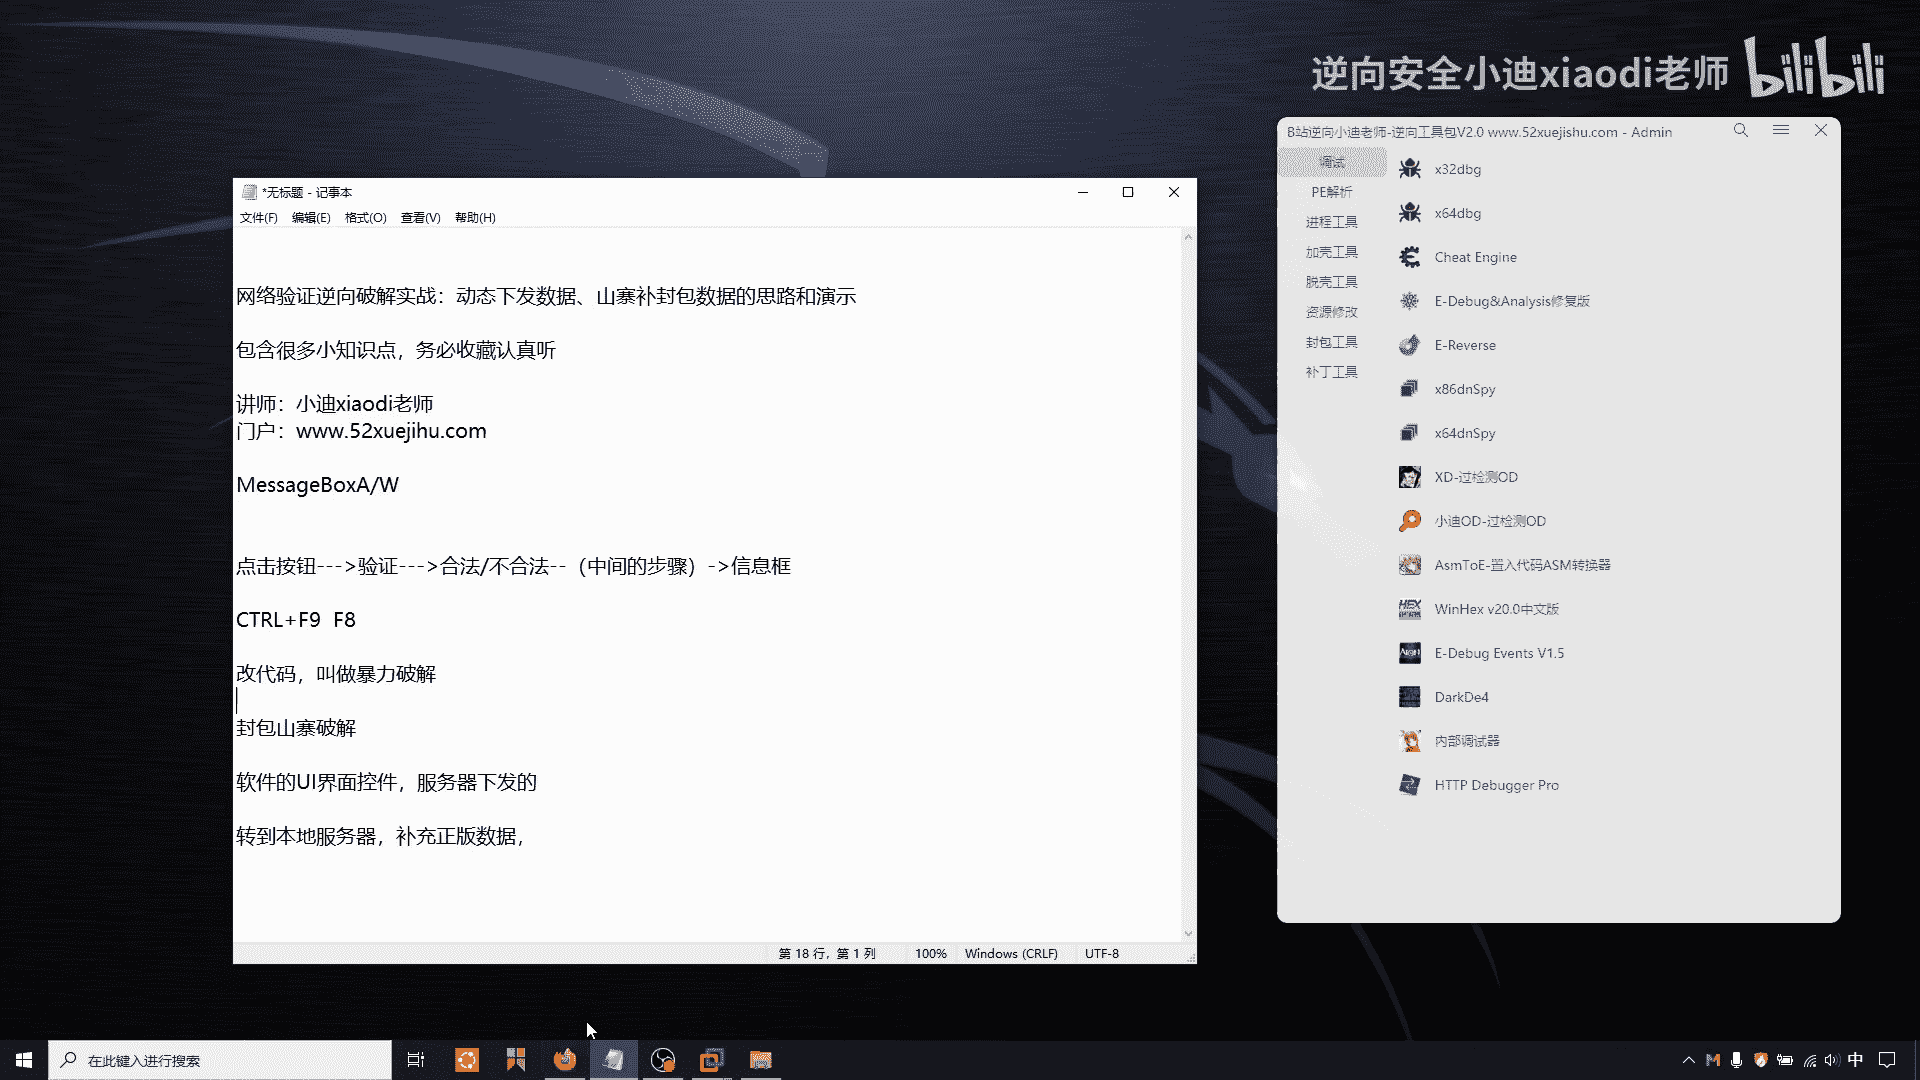 逆向安全小迪xiaodi老师 bilibili
*无标题 - 记事本
文件(F) 编辑(E) 格式(O) 查看(V) 帮助(H)
网络验证逆向破解实战：动态下发数据、山寨补封包数据的思路和演示
包含很多小知识点，务必收藏认真听
讲师：小迪xiaodi老师
门户：www.52xuejihu.com
MessageBoxA/W
点击按钮--->验证--->合法/不合法--（中间的步骤）->信息框
CTRL+F9 F8
改代码，叫做暴力破解
封包山寨破解
软件的UI界面控件，服务器下发的
转到本地服务器，补充正版数据，
第 18 行，第 1 列 100% Windows (CRLF) UTF-8
B站逆向小迪老师-逆向工具包V2.0 www.52xuejishu.com - Admin
调试
PE解析
进程工具
加壳工具
脱壳工具
资源修改
封包工具
补丁工具
x32dbg
x64dbg
Cheat Engine
E-Debug&Analysis修复版
E-Reverse
x86dnSpy
x64dnSpy
XD-过检测OD
小迪OD-过检测OD
AsmToE-置入代码ASM转换器
WinHex v20.0中文版
E-Debug Events V1.5
DarkDe4
内部调试器
HTTP Debugger Pro
在此键入进行搜索
中